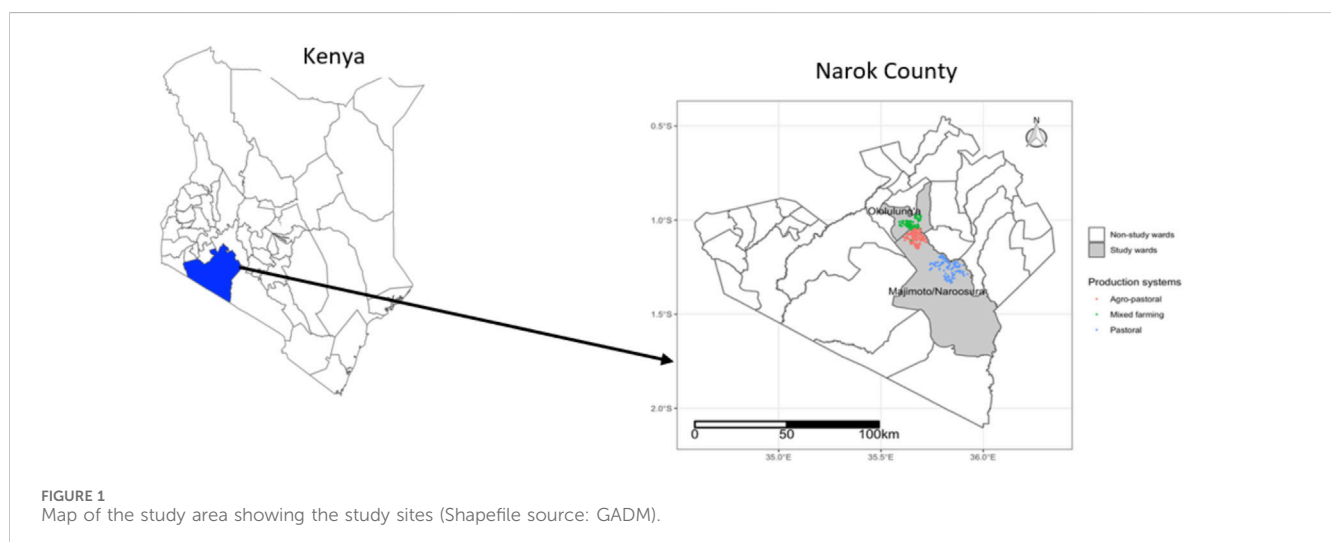 Kenya
Narok County
N
0.5°S
1.0°S
1.5°S
2.0°S
Ololulung'a
Majimoto/Naroosura
0 50 100km
35.0°E 35.5°E 36.0°E
Non-study wards
Study wards
Production systems
Agro-pastoral
Mixed farming
Pastoral
FIGURE 1
Map of the study area showing the study sites (Shapefile source: GADM).